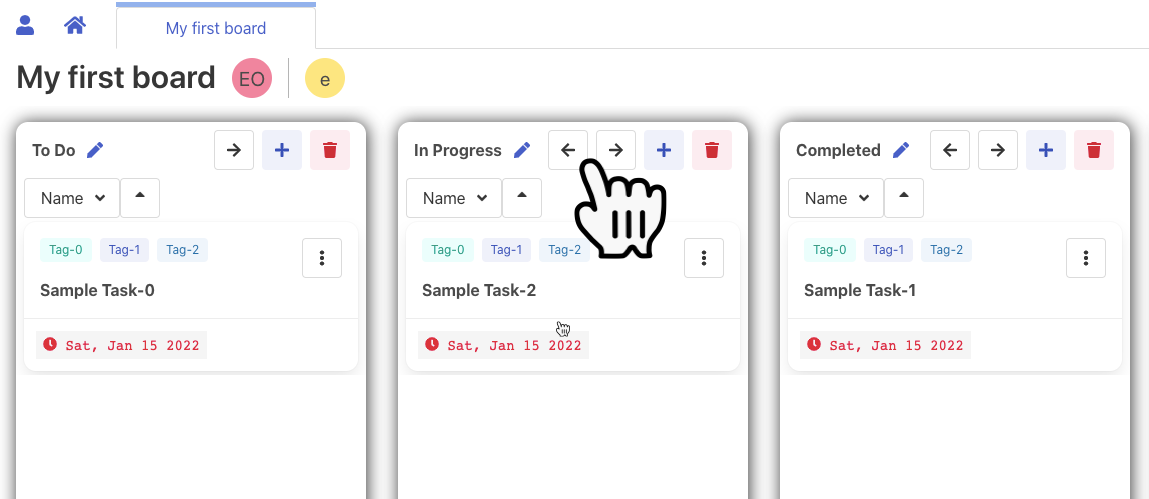 My first board
My first board EO e
To Do
Name
Tag-0 Tag-1 Tag-2
Sample Task-0
Sat, Jan 15 2022
In Progress
Name
Tag-0 Tag-1 Tag-2
Sample Task-2
Sat, Jan 15 2022
Completed
Name
Tag-0 Tag-1 Tag-2
Sample Task-1
Sat, Jan 15 2022